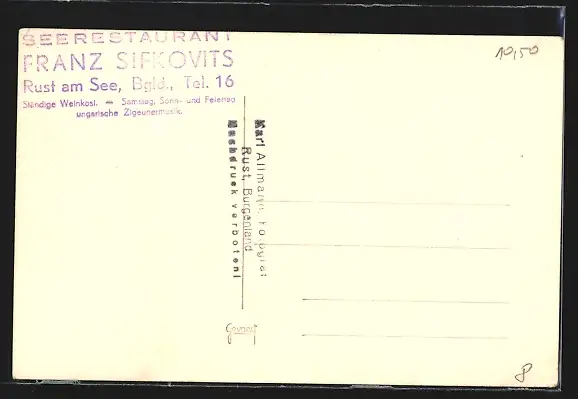 SEERESTAURANT
FRANZ SIFKOVITS
Rust am See, Bgld., Tel. 16
Ständige Weinkost. — Samstag, Sonn- und Feiertag
ungarische Zigeunermusik.
10,50
Karl Allmann, Fotograf
Rust, Burgenland
Nachdruck verboten!
Gevaert
8